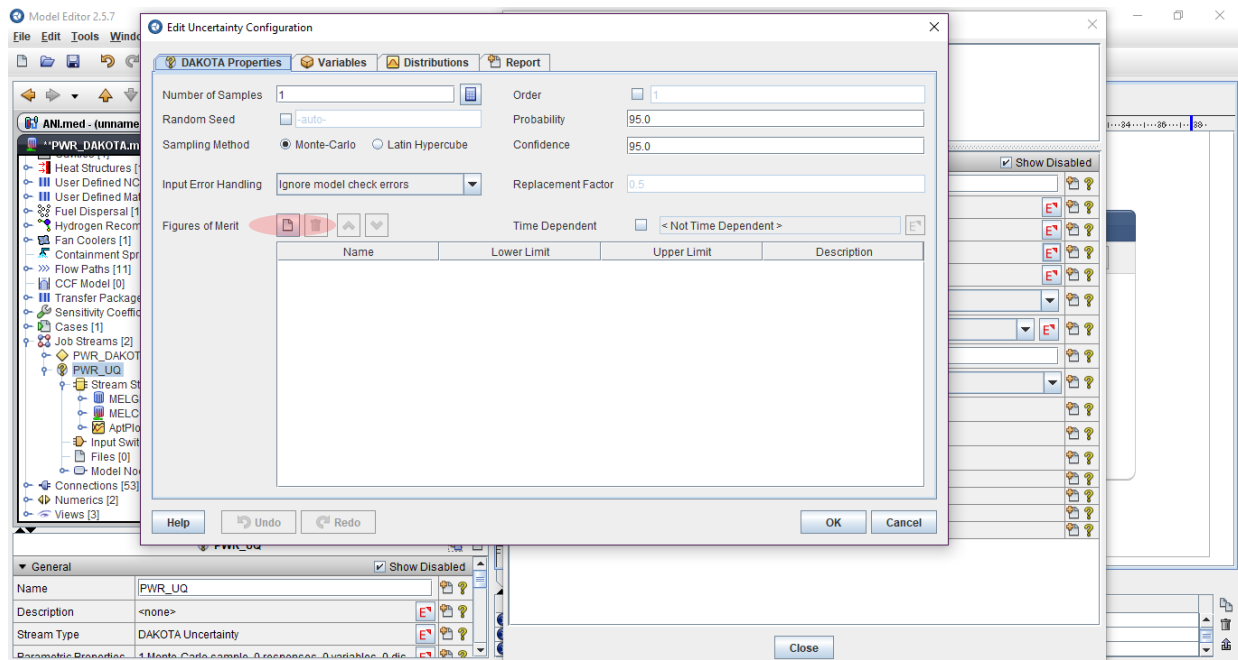 Model Editor 2.5.7
File Edit Tools Windo
ANI.med - (unname
**PWR_DAKOTA.m
Heat Structures [1
User Defined NC
User Defined Mat
Fuel Dispersal [1
Hydrogen Recom
Fan Coolers [1]
Containment Spr
Flow Paths [11]
CCF Model [0]
Transfer Package
Sensitivity Coeffic
Cases [1]
Job Streams [2]
PWR_DAKOT
PWR_UQ
Stream St
MELG
MELC
AptPlo
Input Swit
Files [0]
Model No
Connections [53]
Numerics [2]
Views [3]
Edit Uncertainty Configuration
DAKOTA Properties Variables Distributions Report
Number of Samples 1 Order 1
Random Seed -auto- Probability 95.0
Sampling Method Monte-Carlo Latin Hypercube Confidence 95.0
Input Error Handling Ignore model check errors Replacement Factor 0.5
Figures of Merit Time Dependent < Not Time Dependent >
Name Lower Limit Upper Limit Description
Help Undo Redo OK Cancel
Show Disabled
PWR_UQ
General Show Disabled
Name PWR_UQ
Description <none>
Stream Type DAKOTA Uncertainty
Parametric Properties 1 Monte-Carlo sample, 0 responses, 0 variables, 0 dis
Close